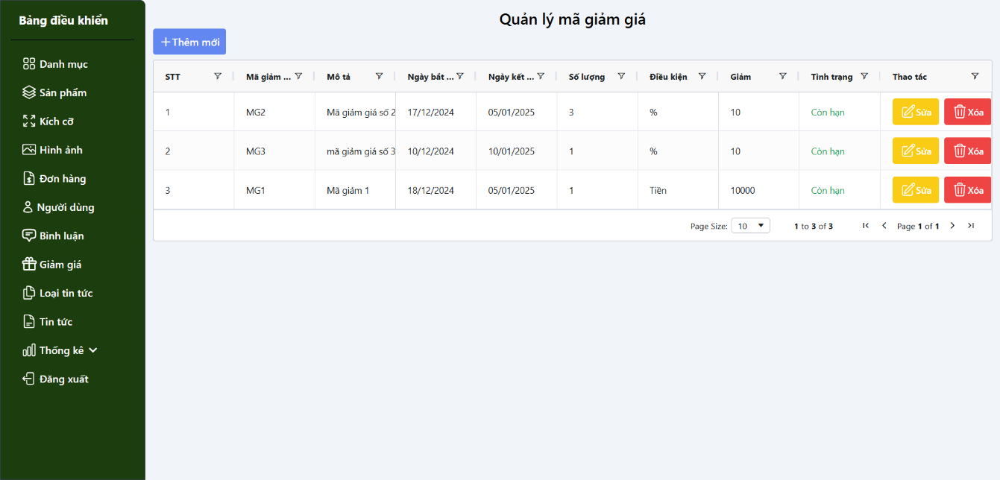 Bảng điều khiển
Danh mục
Sản phẩm
Kích cỡ
Hình ảnh
Đơn hàng
Người dùng
Bình luận
Giảm giá
Loại tin tức
Tin tức
Thống kê
Đăng xuất
Quản lý mã giảm giá
+Thêm mới
STT Mã giảm ... Mô tả Ngày bắt ... Ngày kết ... Số lượng Điều kiện Giảm Tình trạng Thao tác
1 MG2 Mã giảm giá số 2 17/12/2024 05/01/2025 3 % 10 Còn hạn Sửa Xóa
2 MG3 mã giảm giá số 3 10/12/2024 10/01/2025 1 % 10 Còn hạn Sửa Xóa
3 MG1 Mã giảm 1 18/12/2024 05/01/2025 1 Tiền 10000 Còn hạn Sửa Xóa
Page Size: 10 1 to 3 of 3 Page 1 of 1